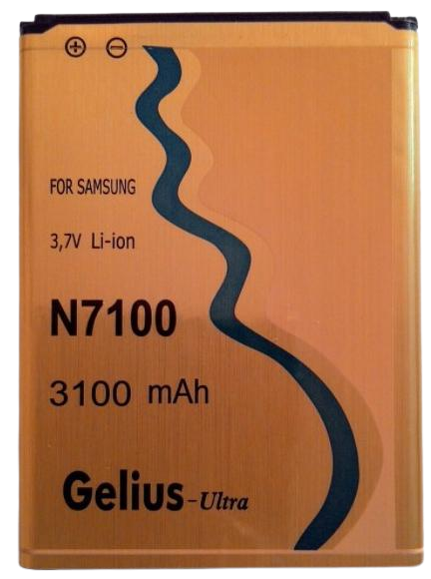 ⊕ ⊖
FOR SAMSUNG
3,7V Li-ion
N7100
3100 mAh
Gelius-Ultra